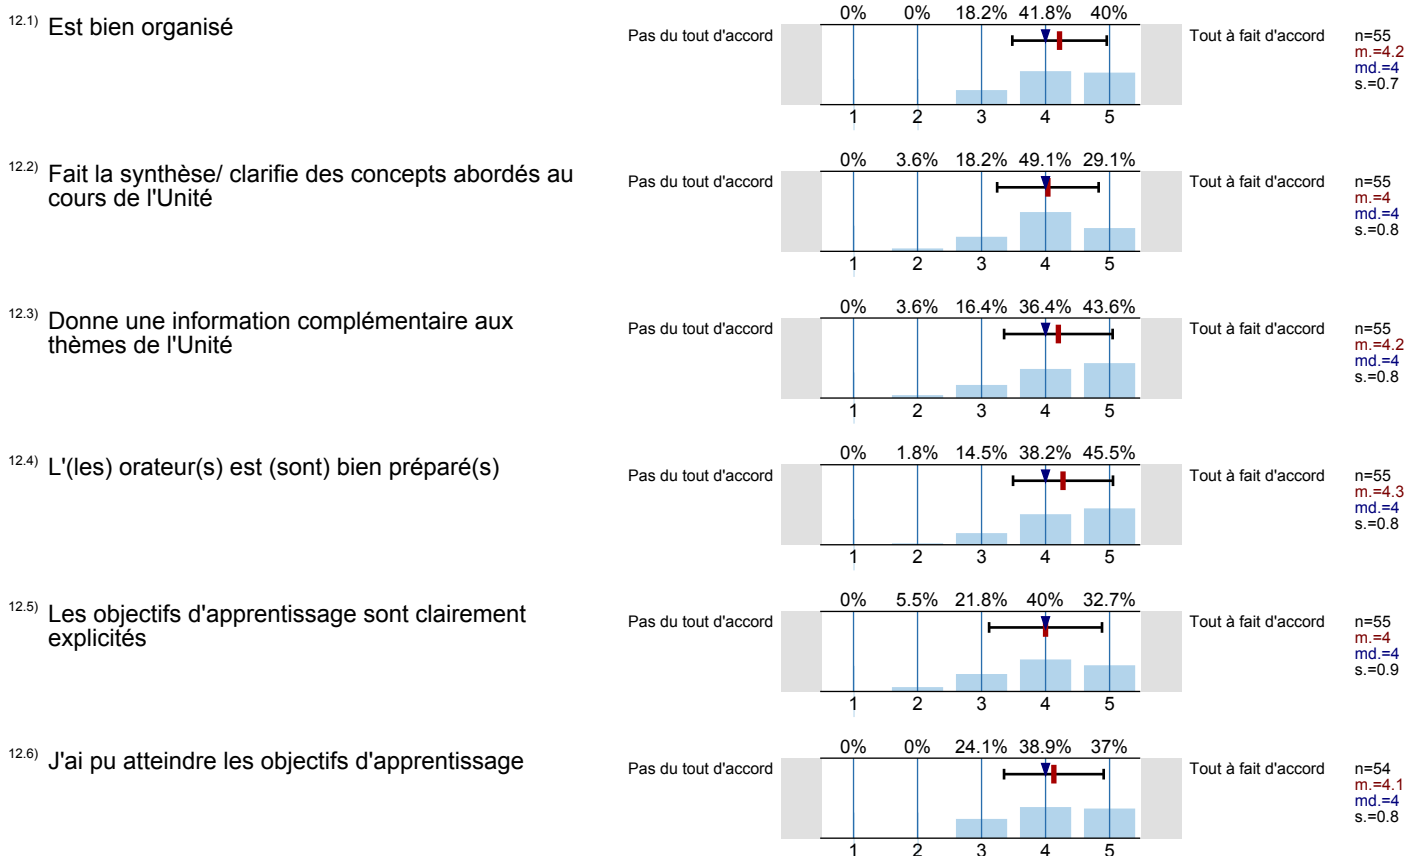 12.1) Est bien organisé
0% 0% 18.2% 41.8% 40%
Pas du tout d'accord Tout à fait d'accord
n=55
m.=4.2
md.=4
s.=0.7
1 2 3 4 5
12.2) Fait la synthèse/ clarifie des concepts abordés au
cours de l'Unité
0% 3.6% 18.2% 49.1% 29.1%
Pas du tout d'accord Tout à fait d'accord
n=55
m.=4
md.=4
s.=0.8
1 2 3 4 5
12.3) Donne une information complémentaire aux
thèmes de l'Unité
0% 3.6% 16.4% 36.4% 43.6%
Pas du tout d'accord Tout à fait d'accord
n=55
m.=4.2
md.=4
s.=0.8
1 2 3 4 5
12.4) L'(les) orateur(s) est (sont) bien préparé(s)
0% 1.8% 14.5% 38.2% 45.5%
Pas du tout d'accord Tout à fait d'accord
n=55
m.=4.3
md.=4
s.=0.8
1 2 3 4 5
12.5) Les objectifs d'apprentissage sont clairement
explicités
0% 5.5% 21.8% 40% 32.7%
Pas du tout d'accord Tout à fait d'accord
n=55
m.=4
md.=4
s.=0.9
1 2 3 4 5
12.6) J'ai pu atteindre les objectifs d'apprentissage
0% 0% 24.1% 38.9% 37%
Pas du tout d'accord Tout à fait d'accord
n=54
m.=4.1
md.=4
s.=0.8
1 2 3 4 5